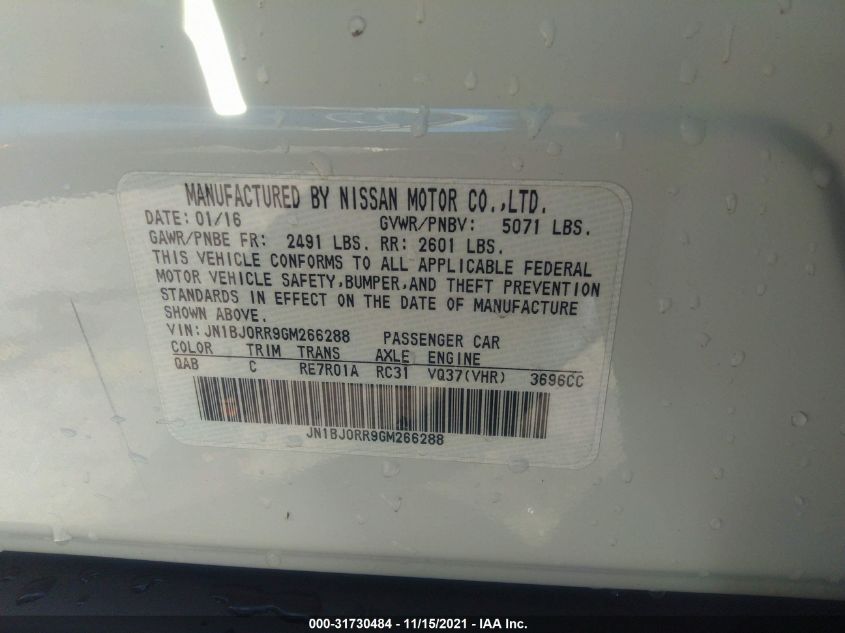 MANUFACTURED BY NISSAN MOTOR CO.,LTD.
DATE: 01/16 GVWR/PNBV: 5071 LBS.
GAWR/PNBE FR: 2491 LBS. RR: 2601 LBS.
THIS VEHICLE CONFORMS TO ALL APPLICABLE FEDERAL
MOTOR VEHICLE SAFETY,BUMPER,AND THEFT PREVENTION
STANDARDS IN EFFECT ON THE DATE OF MANUFACTURE
SHOWN ABOVE.
VIN:JN1BJ0RR9GM266288 PASSENGER CAR
COLOR TRIM TRANS AXLE ENGINE
QAB C RE7R01A RC31 VQ37(VHR) 3696CC
JN1BJ0RR9GM266288
000-31730484 - 11/15/2021 - IAA Inc.